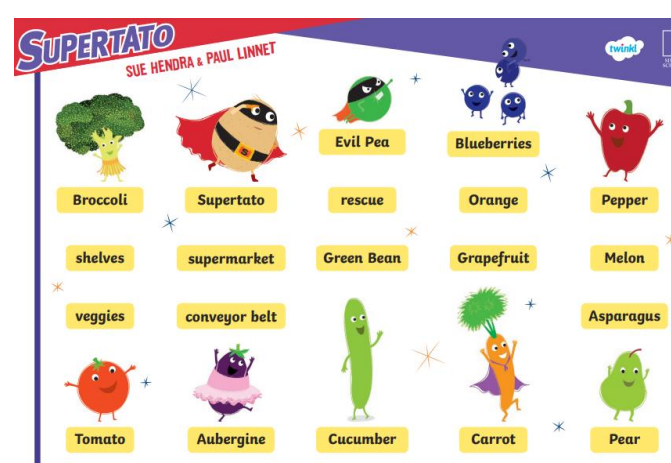 SUPERTATO
SUE HENDRA & PAUL LINNET
twinkl
Evil Pea
Blueberries
Broccoli
Supertato
rescue
Orange
Pepper
shelves
supermarket
Green Bean
Grapefruit
Melon
veggies
conveyor belt
Asparagus
Tomato
Aubergine
Cucumber
Carrot
Pear